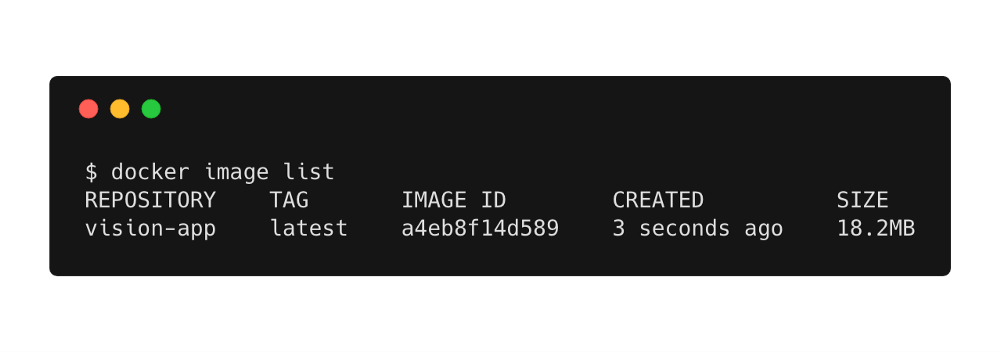 $ docker image list
REPOSITORY    TAG       IMAGE ID        CREATED          SIZE
vision-app    latest    a4eb8f14d589    3 seconds ago    18.2MB